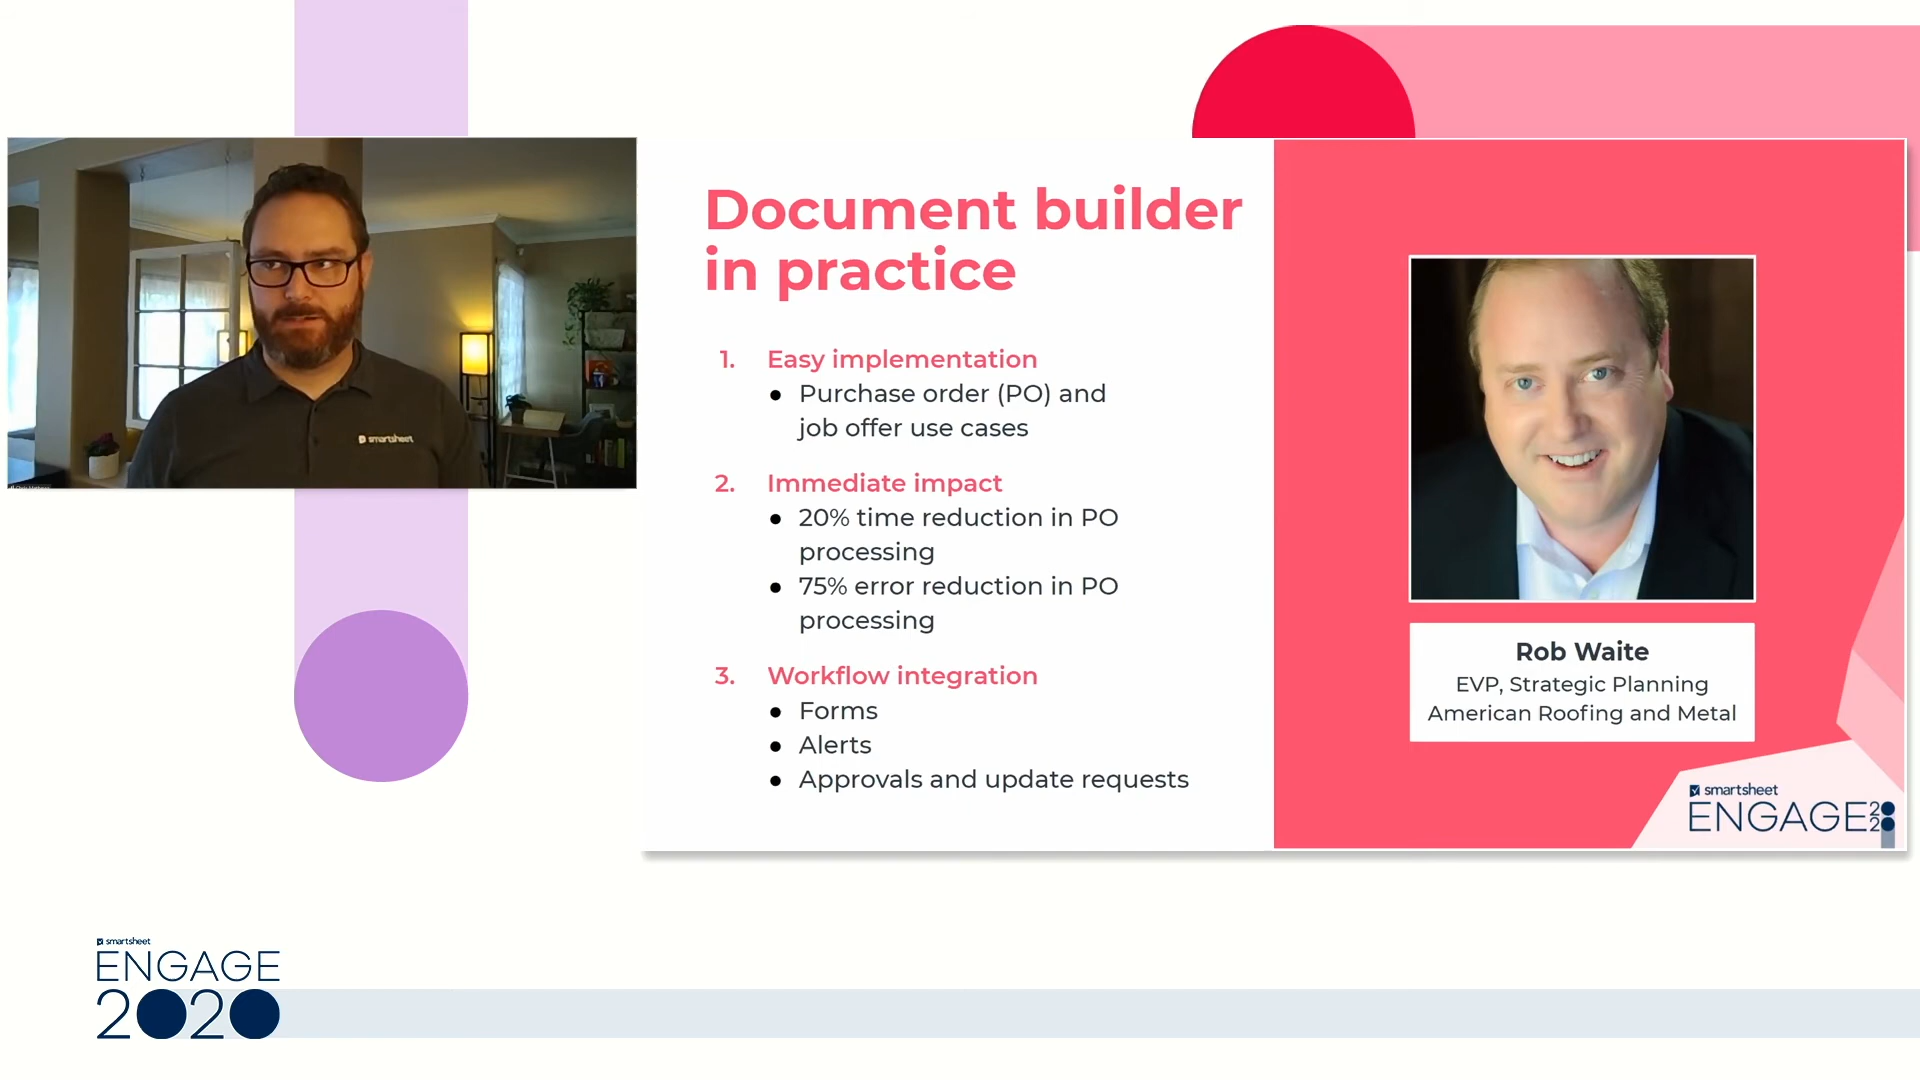 smartsheet
Document builder
in practice
1. Easy implementation
● Purchase order (PO) and
job offer use cases
2. Immediate impact
● 20% time reduction in PO
processing
● 75% error reduction in PO
processing
3. Workflow integration
● Forms
● Alerts
● Approvals and update requests
Rob Waite
EVP, Strategic Planning
American Roofing and Metal
smartsheet
ENGAGE 2020
smartsheet
ENGAGE
2020